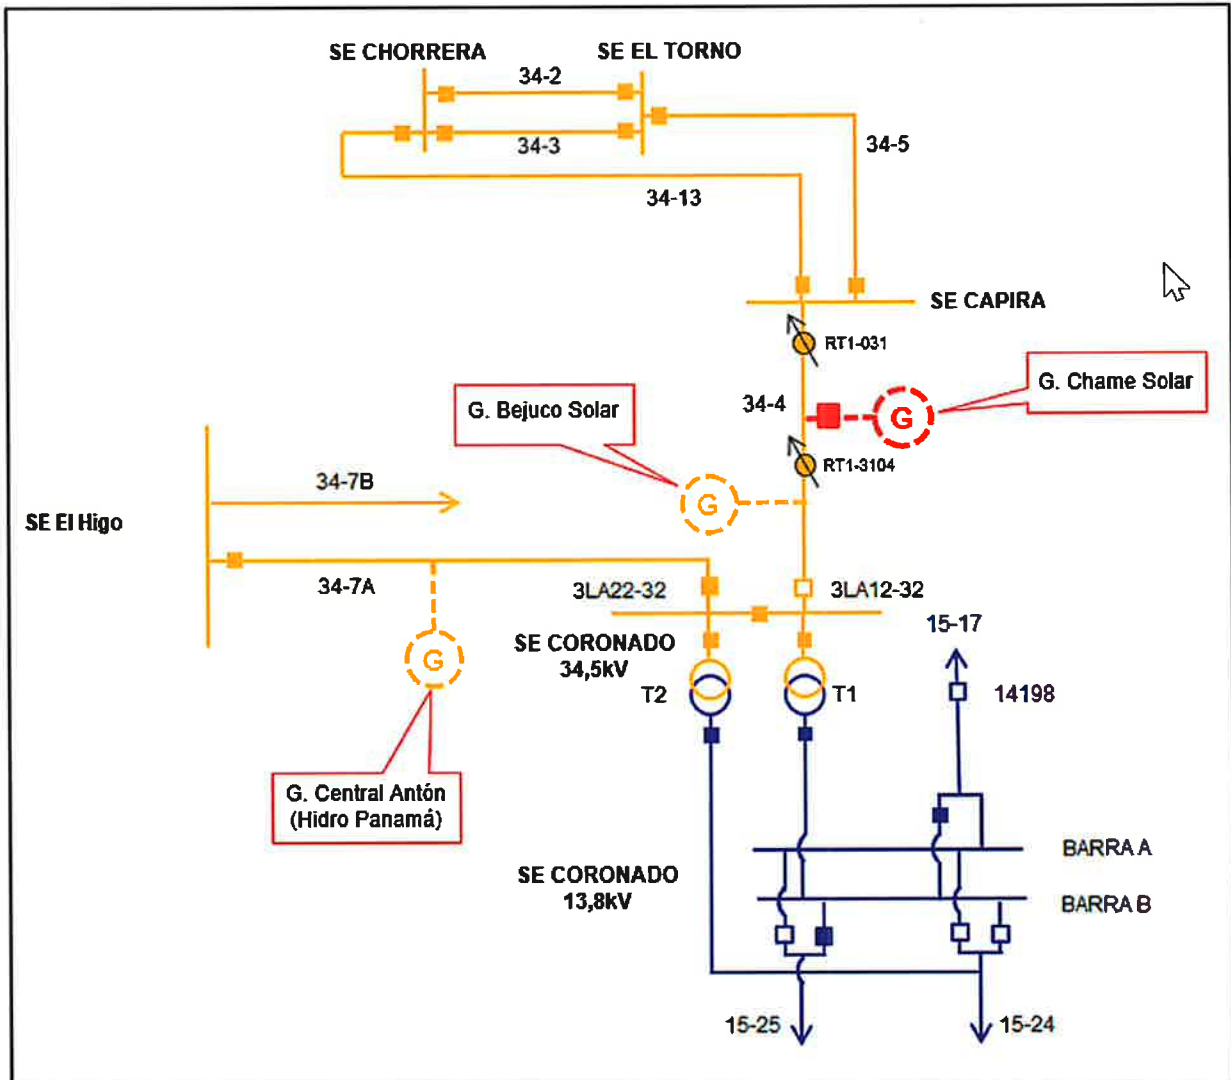 SE CHORRERA
SE EL TORNO
34-2
34-3
34-5
34-13
SE CAPIRA
RT1-031
G. Chame Solar
34-4
G
G. Bejuco Solar
RT1-3104
G
34-7B
SE El Higo
34-7A
3LA22-32
3LA12-32
15-17
SE CORONADO
34,5kV
G
T2
T1
14198
G. Central Antón
(Hidro Panamá)
BARRA A
SE CORONADO
13,8kV
BARRA B
15-25
15-24